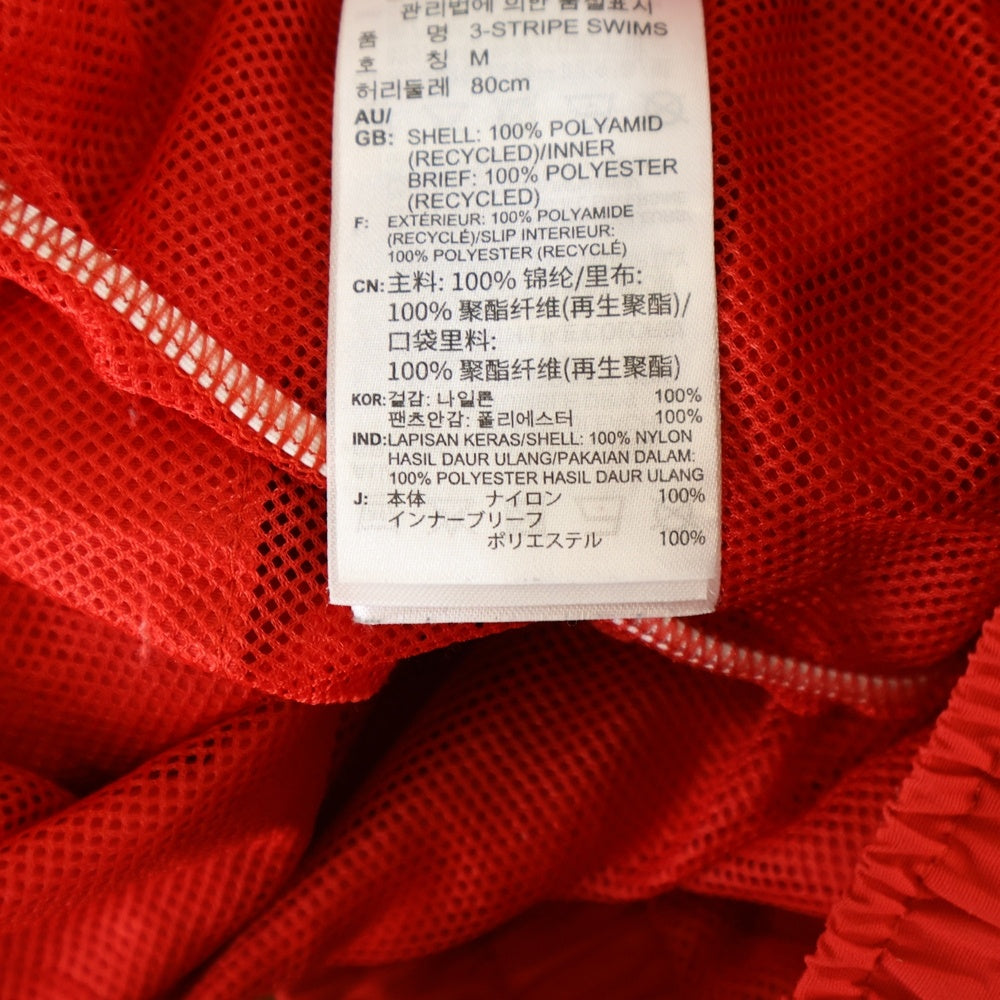 관리법에 의한 품질표시
품 명 3-STRIPE SWIMS
호 칭 M
허리둘레 80cm
AU/
GB: SHELL: 100% POLYAMID
(RECYCLED)/INNER
BRIEF: 100% POLYESTER
(RECYCLED)
F: EXTÉRIEUR: 100% POLYAMIDE
(RECYCLÉ)/SLIP INTERIEUR:
100% POLYESTER (RECYCLÉ)
CN: 主料: 100% 锦纶/里布:
100% 聚酯纤维(再生聚酯)/
口袋里料:
100% 聚酯纤维(再生聚酯)
KOR: 겉감: 나일론 100%
팬츠안감: 폴리에스터 100%
IND: LAPISAN KERAS/SHELL: 100% NYLON
HASIL DAUR ULANG/PAKAIAN DALAM:
100% POLYESTER HASIL DAUR ULANG
J: 本体 ナイロン 100%
インナーブリーフ
ポリエステル 100%